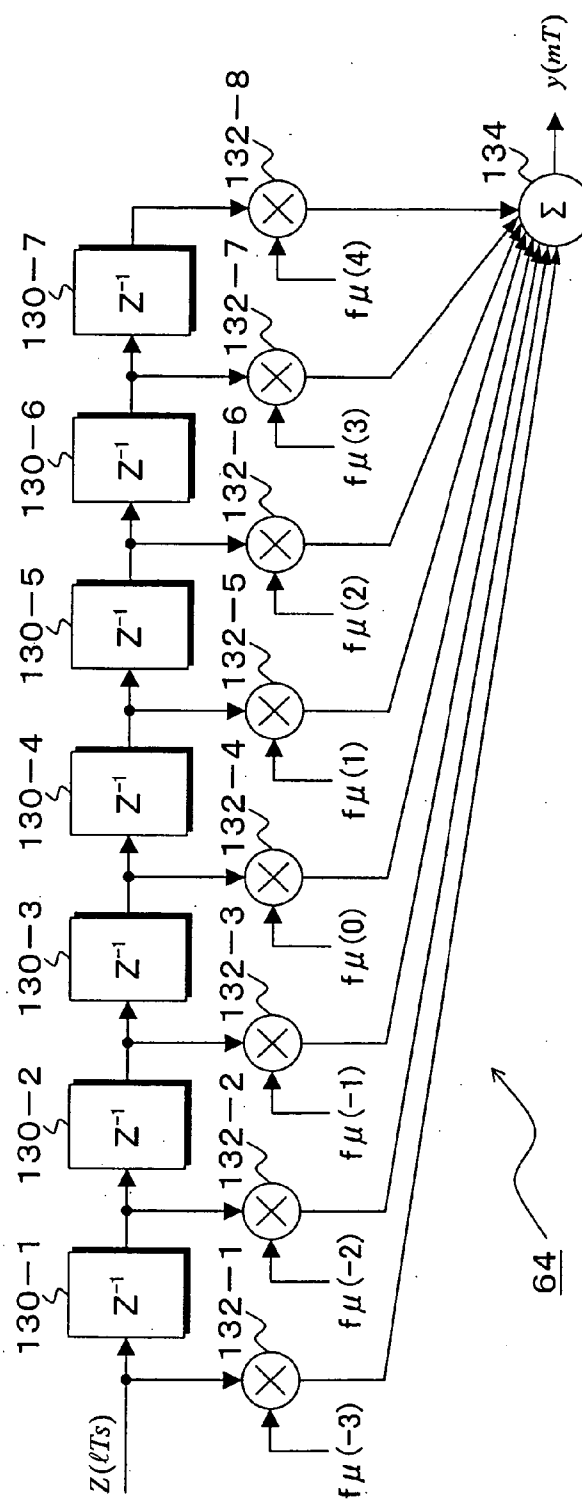 130-1
130-2
130-3
130-4
130-5
130-6
130-7
Z(ℓTs)
Z⁻¹
Z⁻¹
Z⁻¹
Z⁻¹
Z⁻¹
Z⁻¹
Z⁻¹
132-1
132-2
132-3
132-4
132-5
132-6
132-7
132-8
fμ(-3)
fμ(-2)
fμ(-1)
fμ(0)
fμ(1)
fμ(2)
fμ(3)
fμ(4)
134
Σ
y(mT)
64